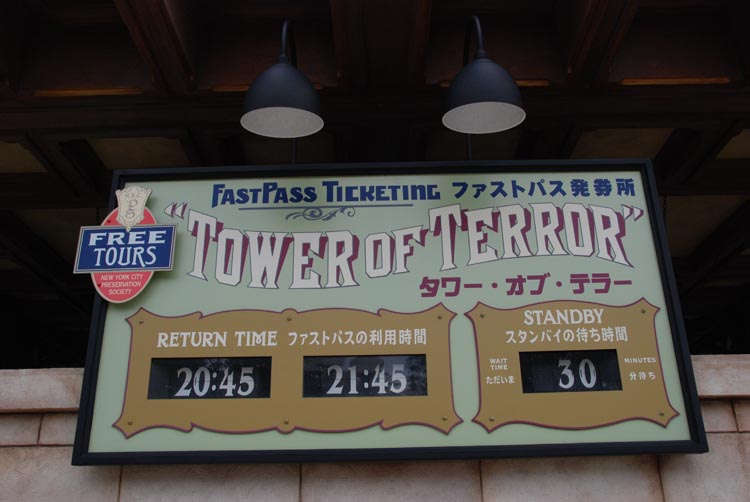 FASTPASS TICKETING ファストパス発券所
"TOWER OF TERROR"
タワー・オブ・テラー
FREE
TOURS
NEW YORK CITY
PRESERVATION
SOCIETY
RETURN TIME ファストパスの利用時間
20:45 21:45
STANDBY
スタンバイの待ち時間
WAIT
TIME
ただいま
30
MINUTES
分待ち